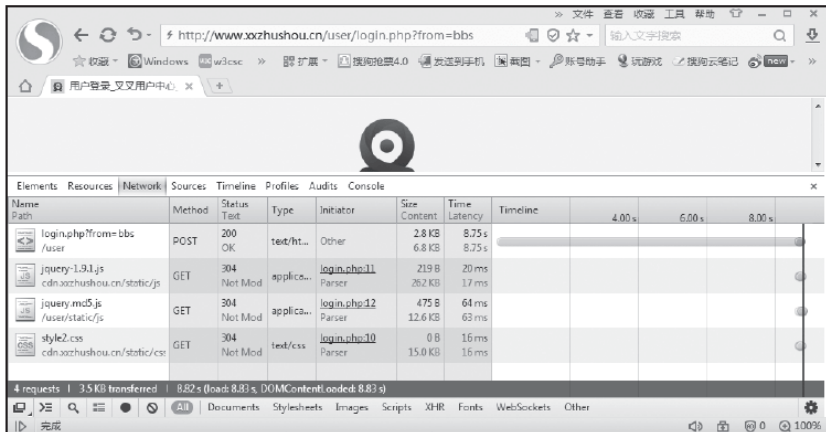 » 文件 查看 收藏 工具 帮助
http://www.xxzhushou.cn/user/login.php?from=bbs
输入文字搜索
收藏 Windows w3csc » 扩展 搜狗抢票4.0 发送到手机 截图 账号助手 玩游戏 搜狗云笔记 new »
用户登录_叉叉用户中心
Elements Resources Network Sources Timeline Profiles Audits Console ×
Name Path Method Status Text Type Initiator Size Content Time Latency Timeline 4.00 s 6.00 s 8.00 s
login.php?from=bbs /user POST 200 OK text/ht... Other 2.8 KB 6.8 KB 8.75 s 8.75 s
jquery-1.9.1.js cdn.xxzhushou.cn/static/js GET 304 Not Mod applica... login.php:11 Parser 219 B 262 KB 20 ms 17 ms
jquery.md5.js /user/static/js GET 304 Not Mod applica... login.php:12 Parser 475 B 12.6 KB 64 ms 63 ms
style2.css cdn.xxzhushou.cn/static/css GET 304 Not Mod text/css login.php:10 Parser 0 B 15.0 KB 16 ms 16 ms
4 requests | 3.5 KB transferred | 8.82 s (load: 8.83 s, DOMContentLoaded: 8.83 s)
All Documents Stylesheets Images Scripts XHR Fonts WebSockets Other
完成 0 100%